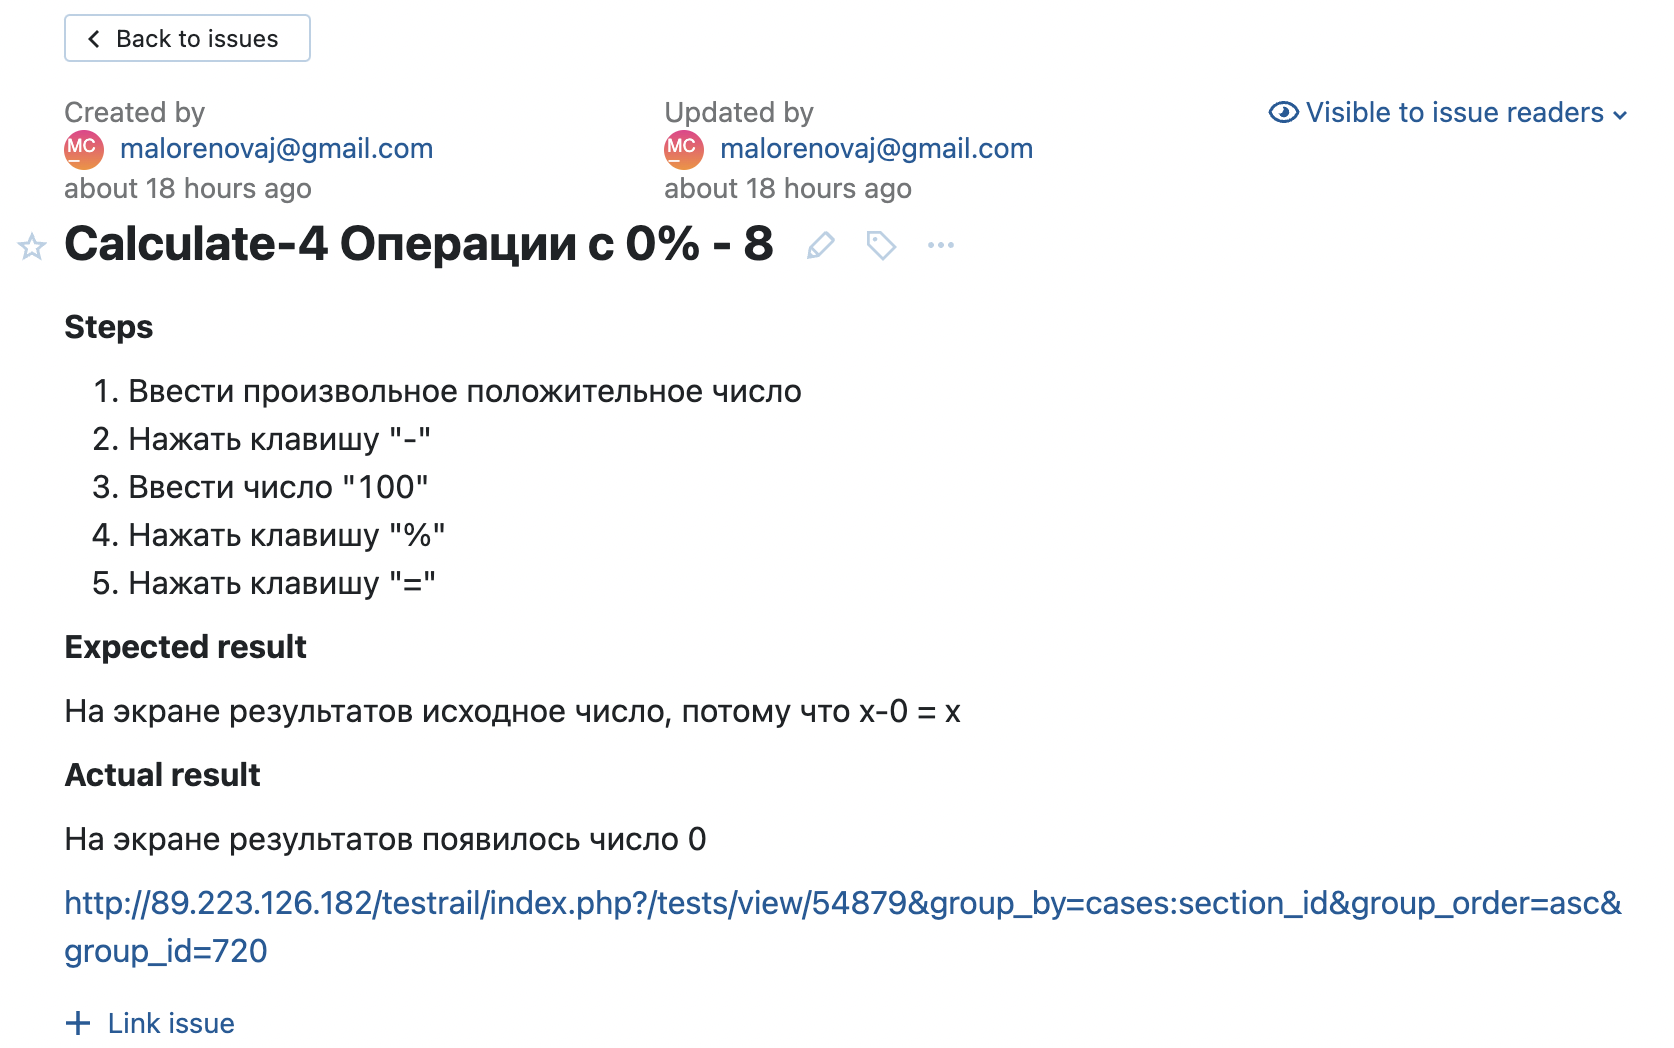 Back to issues
Created by
Updated by
Visible to issue readers
MC
malorenovaj@gmail.com
MC
malorenovaj@gmail.com
about 18 hours ago
about 18 hours ago
Calculate-4 Операции с 0% - 8
Steps
1. Ввести произвольное положительное число
2. Нажать клавишу "-"
3. Ввести число "100"
4. Нажать клавишу "%"
5. Нажать клавишу "="
Expected result
На экране результатов исходное число, потому что х-0 = х
Actual result
На экране результатов появилось число 0
http://89.223.126.182/testrail/index.php?/tests/view/54879&group_by=cases:section_id&group_order=asc&
group_id=720
Link issue